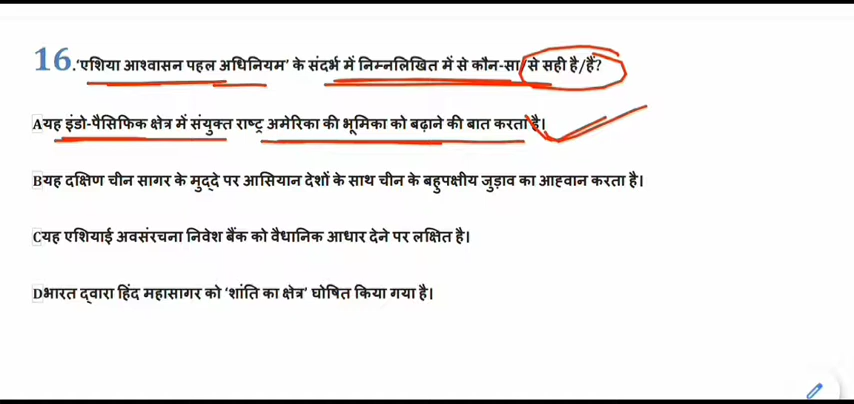 16.‘एशिया आश्वासन पहल अधिनियम’ के संदर्भ में निम्नलिखित में से कौन-सा/से सही है/हैं?
Aयह इंडो-पैसिफिक क्षेत्र में संयुक्त राष्ट्र अमेरिका की भूमिका को बढ़ाने की बात करता है।
Bयह दक्षिण चीन सागर के मुद्दे पर आसियान देशों के साथ चीन के बहुपक्षीय जुड़ाव का आह्वान करता है।
Cयह एशियाई अवसंरचना निवेश बैंक को वैधानिक आधार देने पर लक्षित है।
Dभारत द्वारा हिंद महासागर को ‘शांति का क्षेत्र’ घोषित किया गया है।